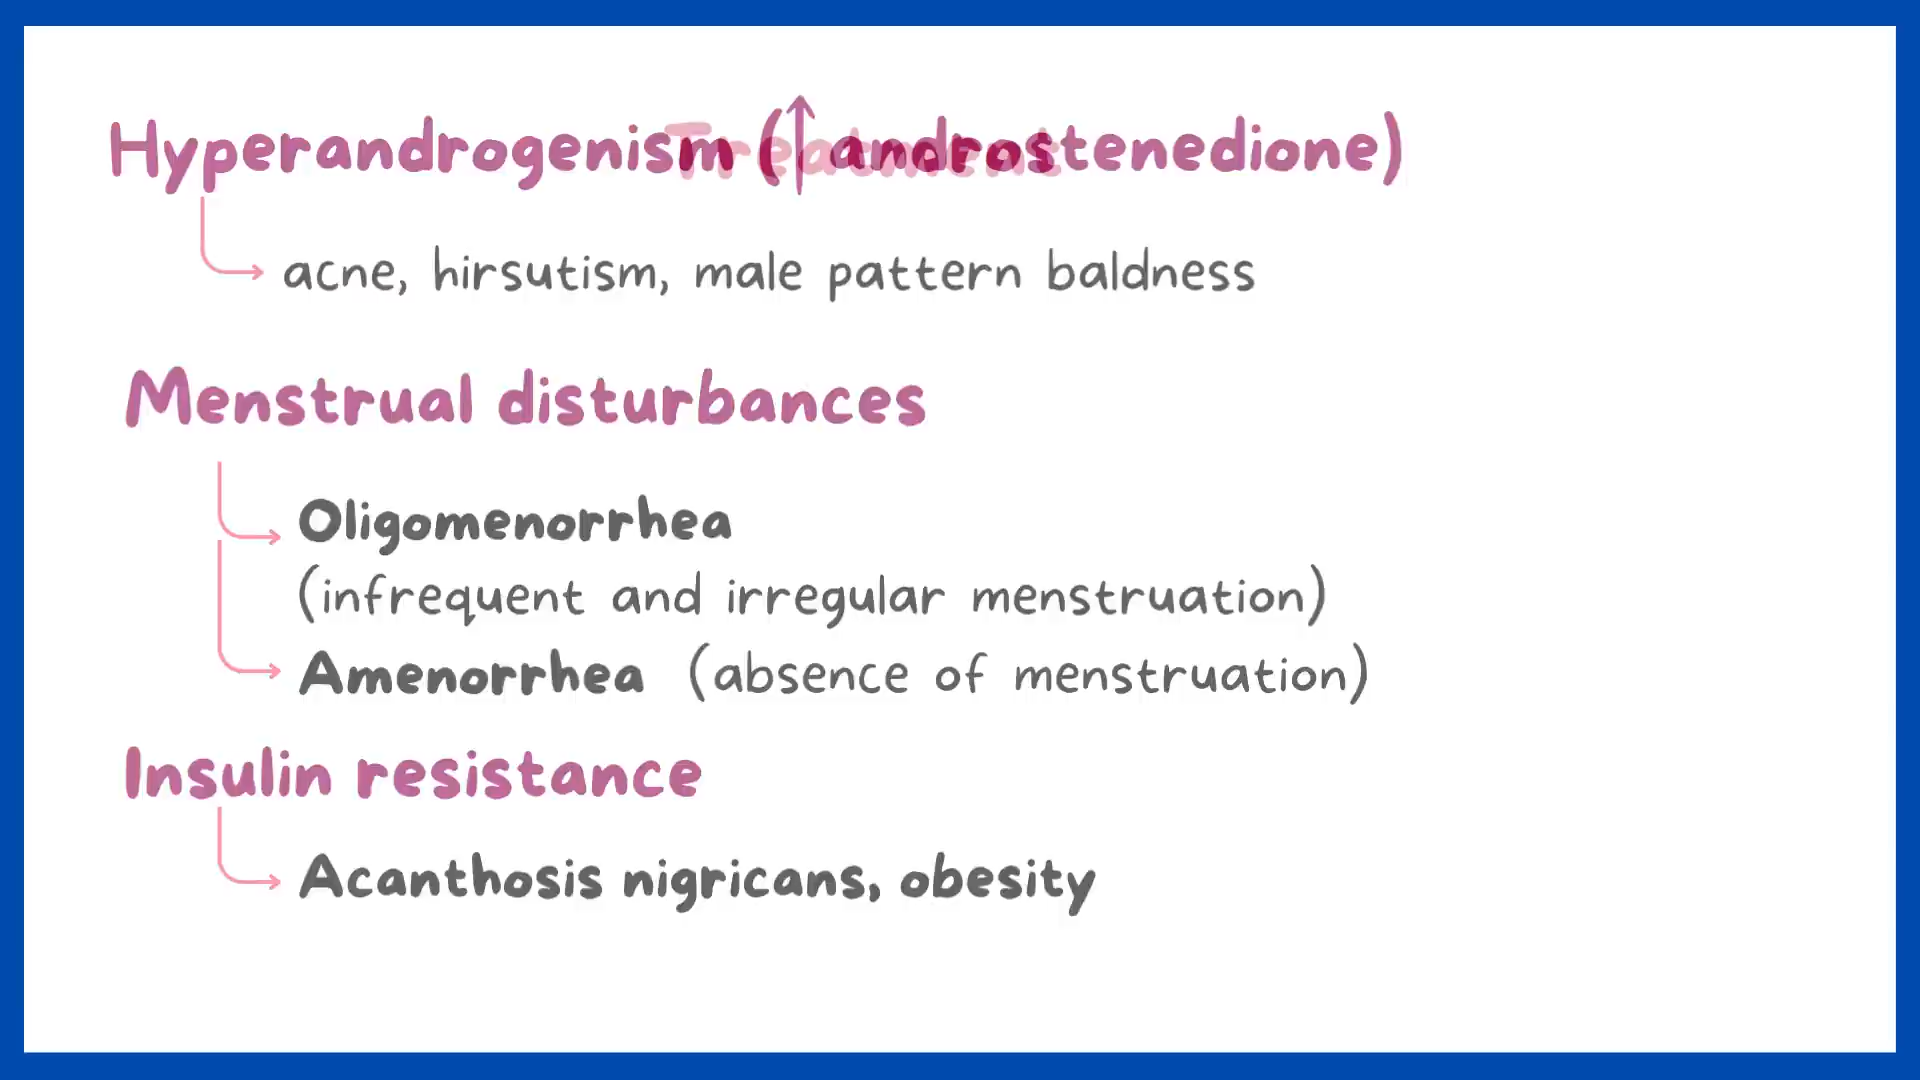 Hyperandrogenism (↑ androstenedione)
Treatment
acne, hirsutism, male pattern baldness
Menstrual disturbances
Oligomenorrhea
(infrequent and irregular menstruation)
Amenorrhea (absence of menstruation)
Insulin resistance
Acanthosis nigricans, obesity